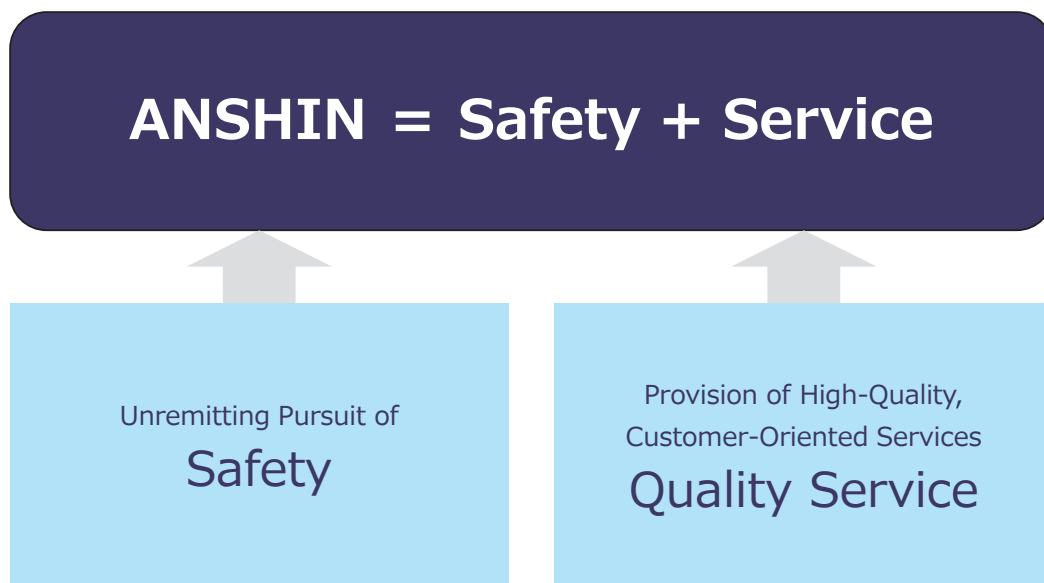 ANSHIN = Safety + Service
Unremitting Pursuit of
Safety
Provision of High-Quality,
Customer-Oriented Services
Quality Service